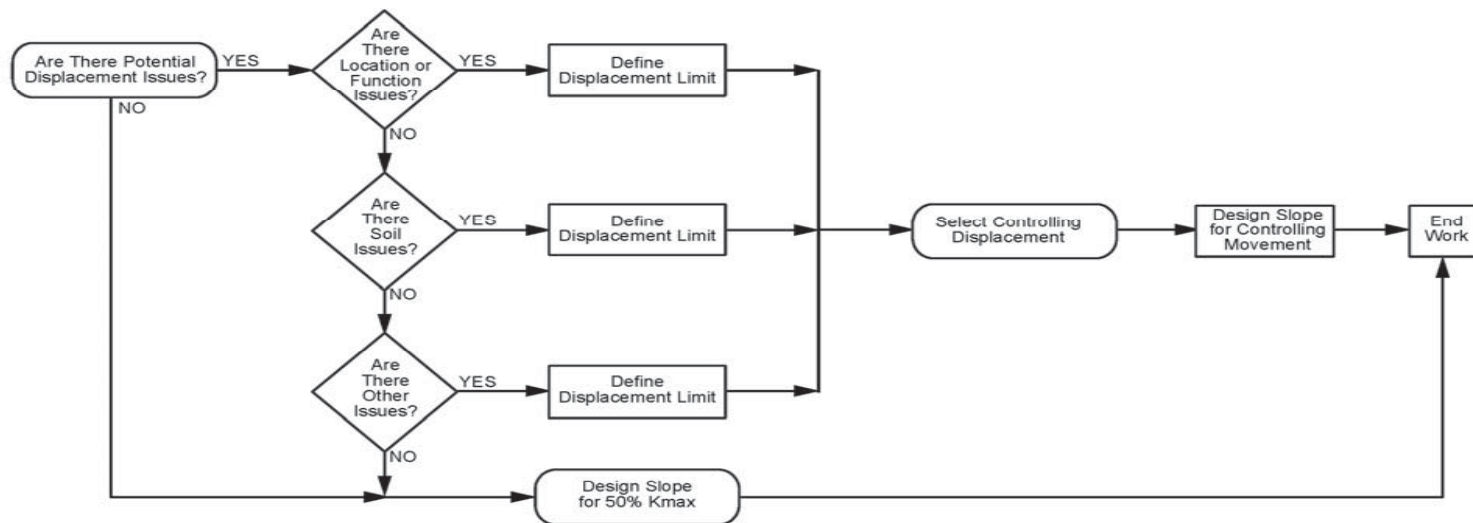 Are There Potential
Displacement Issues?
YES
NO
Are
There
Location or
Function
Issues?
YES
NO
Define
Displacement Limit
Are
There
Soil
Issues?
YES
NO
Define
Displacement Limit
Select Controlling
Displacement
Design Slope
for Controlling
Movement
End
Work
Are
There
Other
Issues?
YES
NO
Define
Displacement Limit
Design Slope
for 50% Kmax